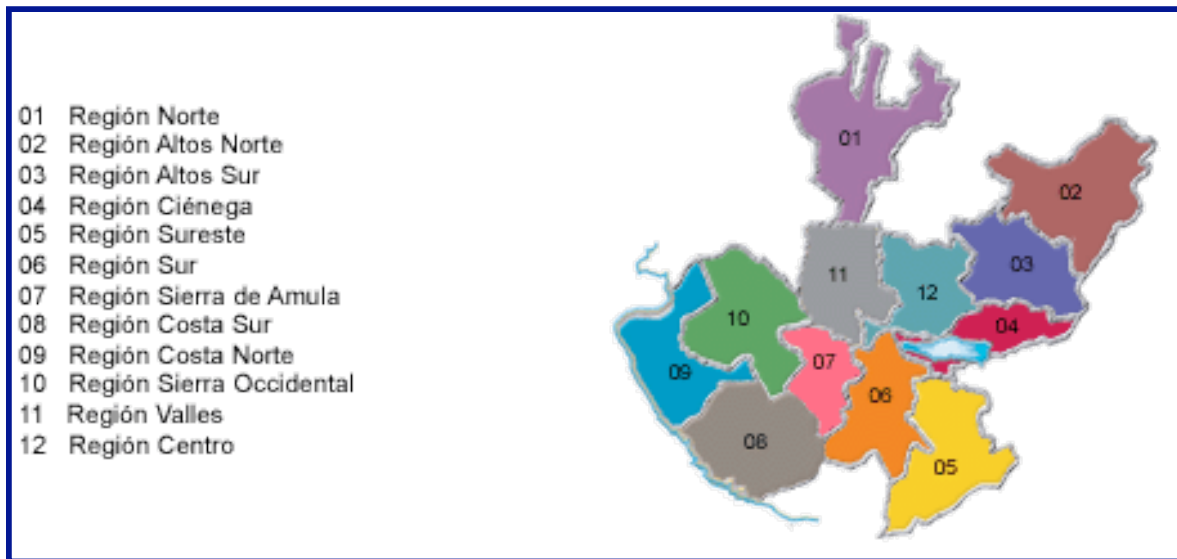 01 Región Norte
02 Región Altos Norte
03 Región Altos Sur
04 Región Ciénega
05 Región Sureste
06 Región Sur
07 Región Sierra de Amula
08 Región Costa Sur
09 Región Costa Norte
10 Región Sierra Occidental
11 Región Valles
12 Región Centro
01
02
03
11
12
10
04
07
09
06
08
05